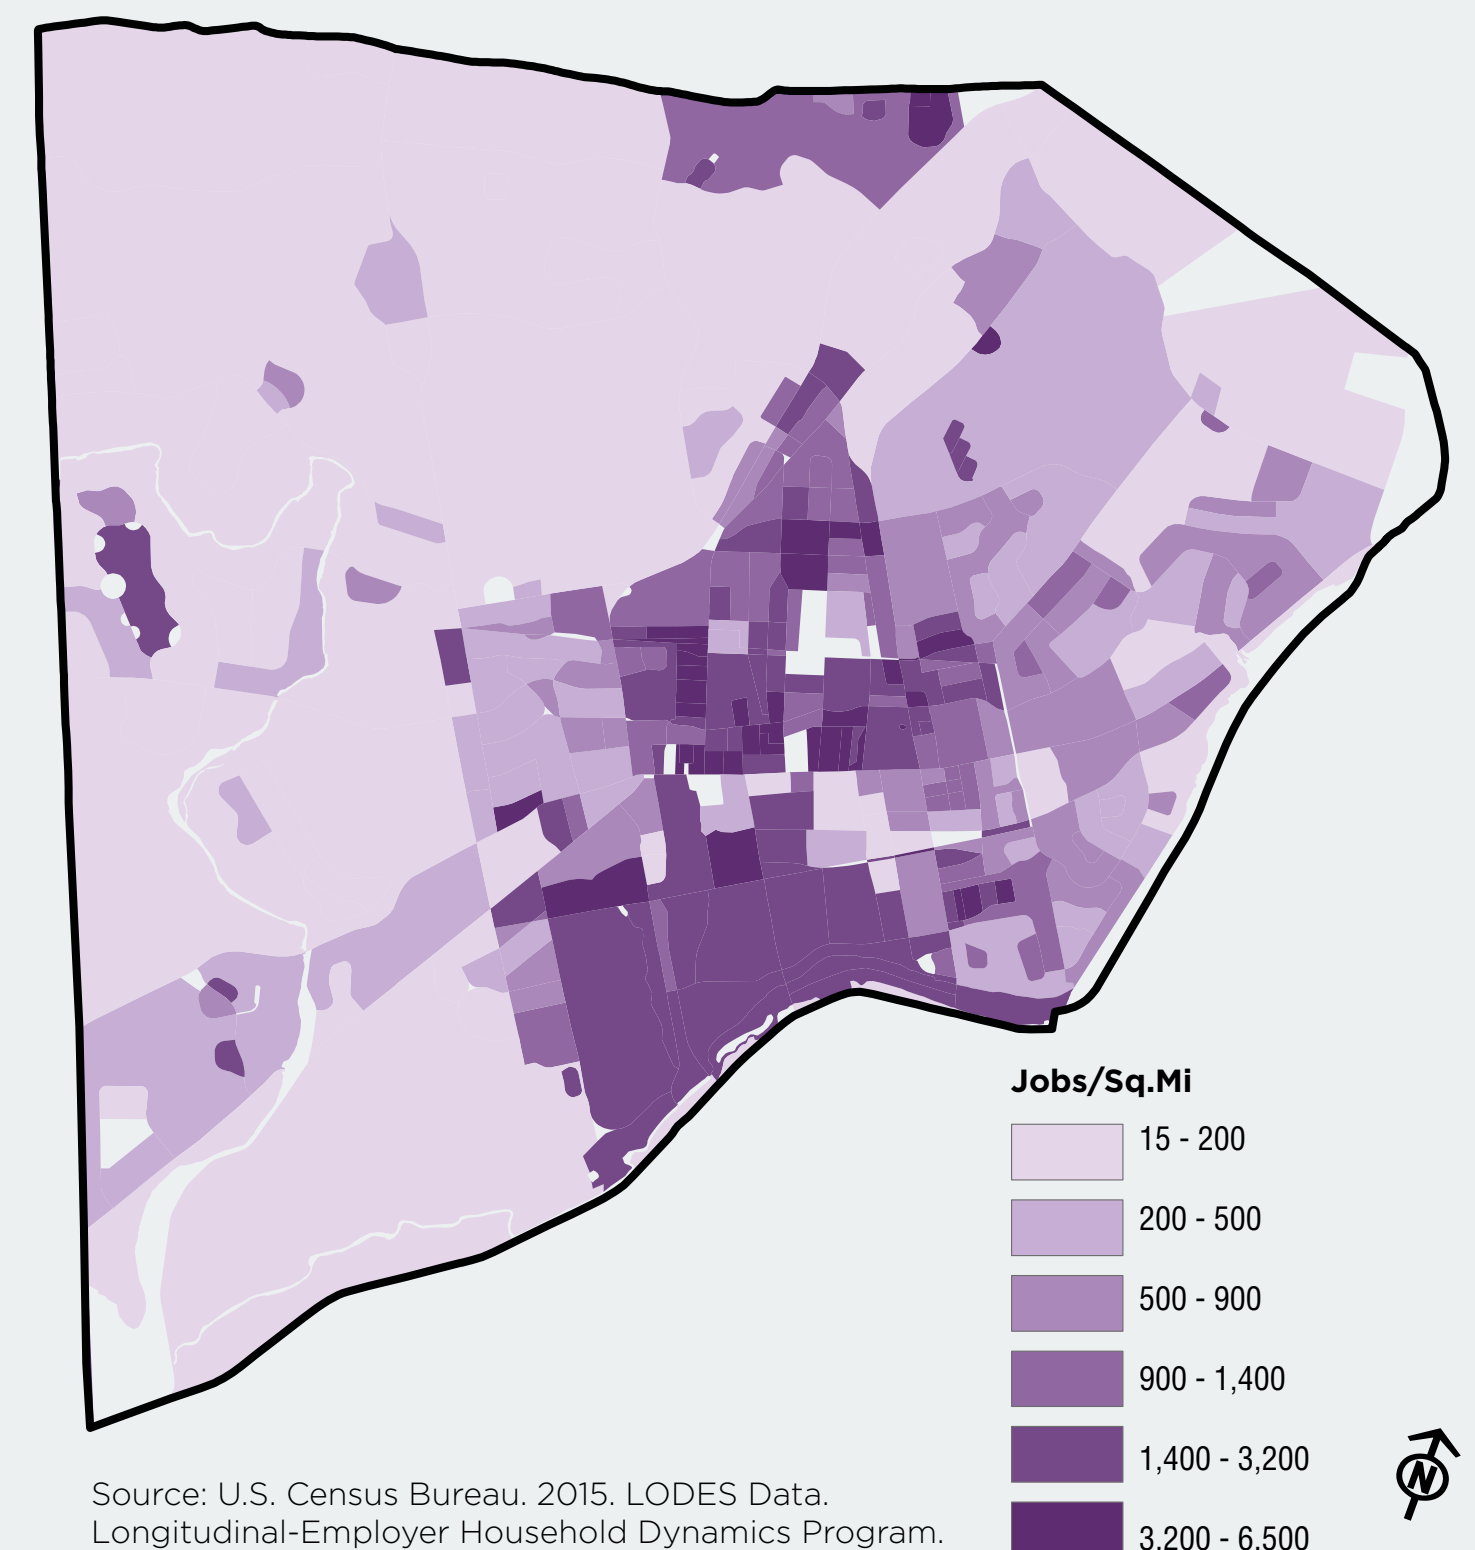 Jobs/Sq.Mi
15 - 200
200 - 500
500 - 900
900 - 1,400
1,400 - 3,200
3,200 - 6,500
N
Source: U.S. Census Bureau. 2015. LODES Data.
Longitudinal-Employer Household Dynamics Program.